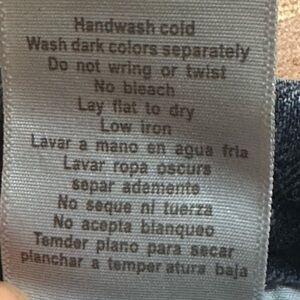 Handwash cold
Wash dark colors separately
Do not wring or twist
No bleach
Lay flat to dry
Low iron
Lavar a mano en agua fria
Lavar ropa oscurs
separ ademente
No seque ni tuerza
No acepta blanqueo
Temder plano para secar
planchar a temper atura baja